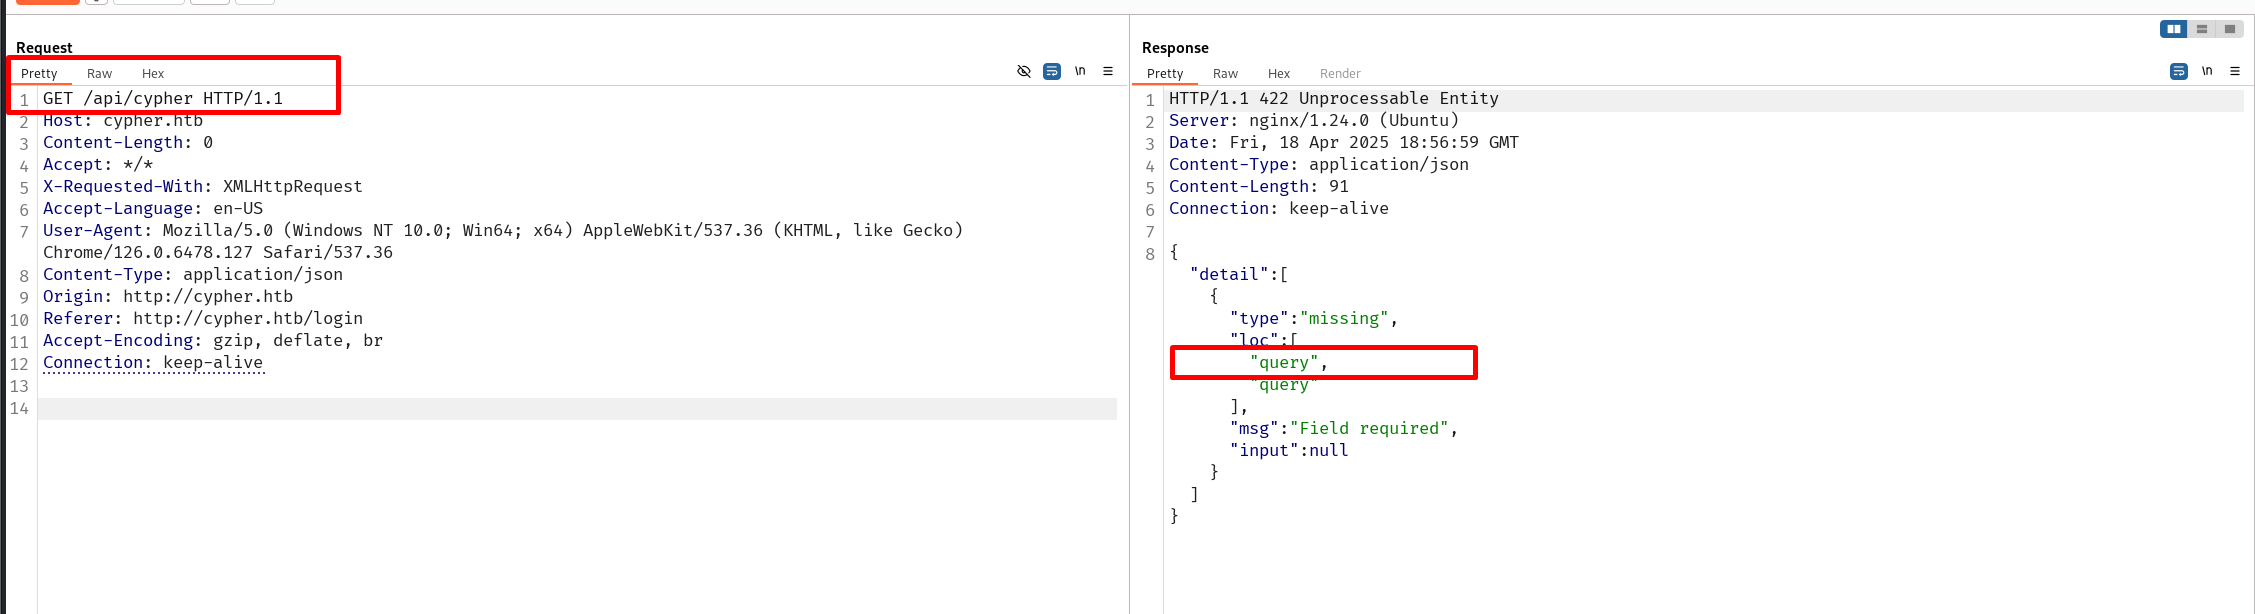 Request
Pretty Raw Hex
\n
1 GET /api/cypher HTTP/1.1
2 Host: cypher.htb
3 Content-Length: 0
4 Accept: */*
5 X-Requested-With: XMLHttpRequest
6 Accept-Language: en-US
7 User-Agent: Mozilla/5.0 (Windows NT 10.0; Win64; x64) AppleWebKit/537.36 (KHTML, like Gecko)
Chrome/126.0.6478.127 Safari/537.36
8 Content-Type: application/json
9 Origin: http://cypher.htb
10 Referer: http://cypher.htb/login
11 Accept-Encoding: gzip, deflate, br
12 Connection: keep-alive
13
14
Response
Pretty Raw Hex Render
\n
1 HTTP/1.1 422 Unprocessable Entity
2 Server: nginx/1.24.0 (Ubuntu)
3 Date: Fri, 18 Apr 2025 18:56:59 GMT
4 Content-Type: application/json
5 Content-Length: 91
6 Connection: keep-alive
7
8 {
"detail":[
{
"type":"missing",
"loc":[
"query",
"query"
],
"msg":"Field required",
"input":null
}
]
}